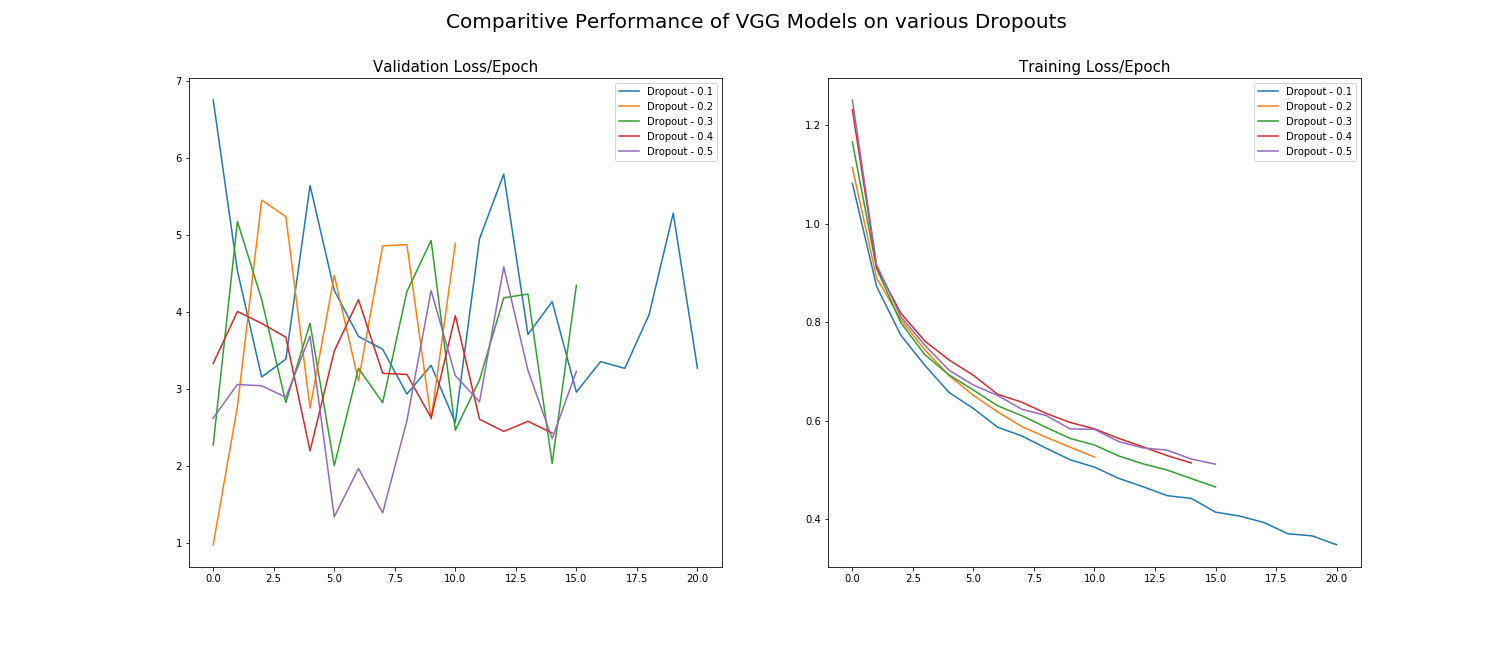 Comparitive Performance of VGG Models on various Dropouts
Validation Loss/Epoch
7
6
5
4
3
2
1
0.0 2.5 5.0 7.5 10.0 12.5 15.0 17.5 20.0
Dropout - 0.1
Dropout - 0.2
Dropout - 0.3
Dropout - 0.4
Dropout - 0.5
Training Loss/Epoch
1.2
1.0
0.8
0.6
0.4
0.0 2.5 5.0 7.5 10.0 12.5 15.0 17.5 20.0
Dropout - 0.1
Dropout - 0.2
Dropout - 0.3
Dropout - 0.4
Dropout - 0.5